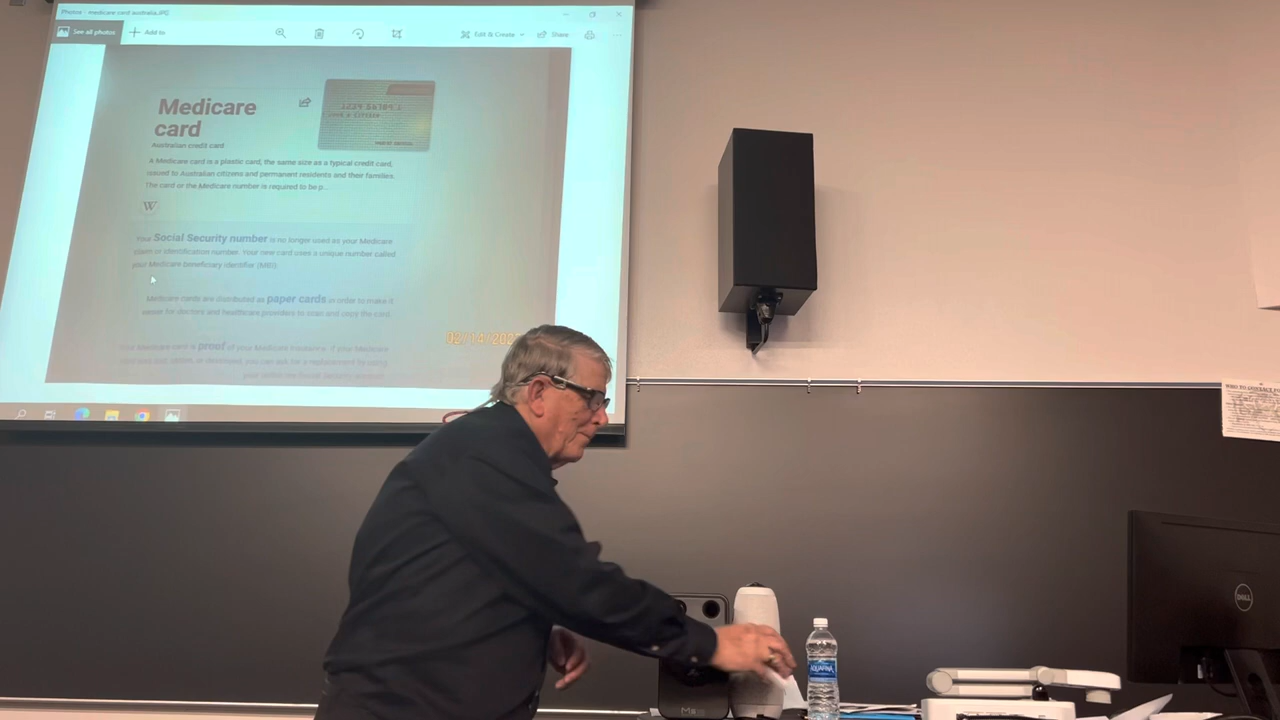 Photos - medicare card australia.JPG
See all photos
Add to
Edit & Create
Share
Medicare
card
Australian credit card
A Medicare card is a plastic card, the same size as a typical credit card,
issued to Australian citizens and permanent residents and their families.
The card or the Medicare number is required to be p...
W
Your Social Security number is no longer used as your Medicare
claim or identification number. Your new card uses a unique number called
your Medicare beneficiary identifier (MBI).
Medicare cards are distributed as paper cards in order to make it
easier for doctors and healthcare providers to scan and copy the card.
Your Medicare card is proof of your Medicare insurance. If your Medicare
02/14/202
WHO TO CONTACT
DELL
AQUAFINA